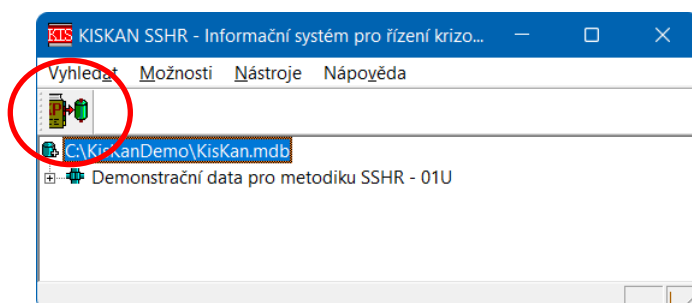 KIS KISKAN SSHR - Informační systém pro řízení krizo...
Vyhledat Možnosti Nástroje Nápověda
C:\KisKanDemo\KisKan.mdb
Demonstrační data pro metodiku SSHR - 01U